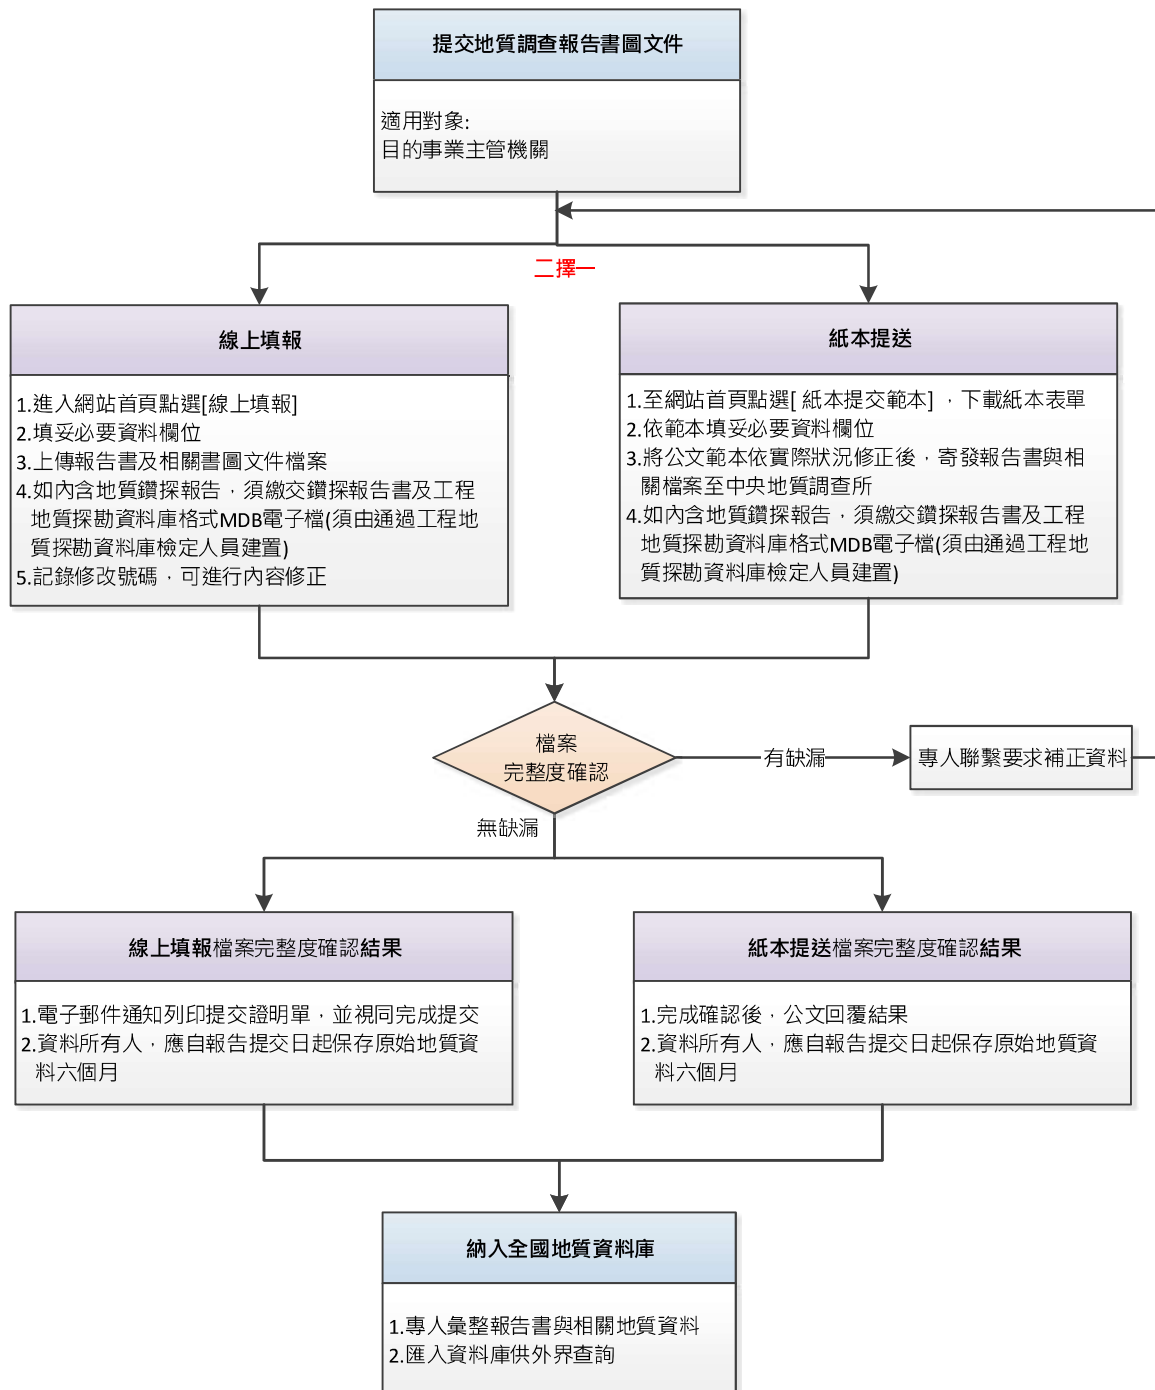 提交地質調查報告書圖文件
適用對象:
目的事業主管機關
二擇一
線上填報
1.進入網站首頁點選[線上填報]
2.填妥必要資料欄位
3.上傳報告書及相關書圖文件檔案
4.如內含地質鑽探報告，須繳交鑽探報告書及工程
地質探勘資料庫格式MDB電子檔(須由通過工程地
質探勘資料庫檢定人員建置)
5.記錄修改號碼，可進行內容修正
紙本提送
1.至網站首頁點選[ 紙本提交範本] ，下載紙本表單
2.依範本填妥必要資料欄位
3.將公文範本依實際狀況修正後，寄發報告書與相
關檔案至中央地質調查所
4.如內含地質鑽探報告，須繳交鑽探報告書及工程
地質探勘資料庫格式MDB電子檔(須由通過工程地
質探勘資料庫檢定人員建置)
檔案
完整度確認
有缺漏
專人聯繫要求補正資料
無缺漏
線上填報檔案完整度確認結果
1.電子郵件通知列印提交證明單，並視同完成提交
2.資料所有人，應自報告提交日起保存原始地質資
料六個月
紙本提送檔案完整度確認結果
1.完成確認後，公文回覆結果
2.資料所有人，應自報告提交日起保存原始地質資
料六個月
納入全國地質資料庫
1.專人彙整報告書與相關地質資料
2.匯入資料庫供外界查詢